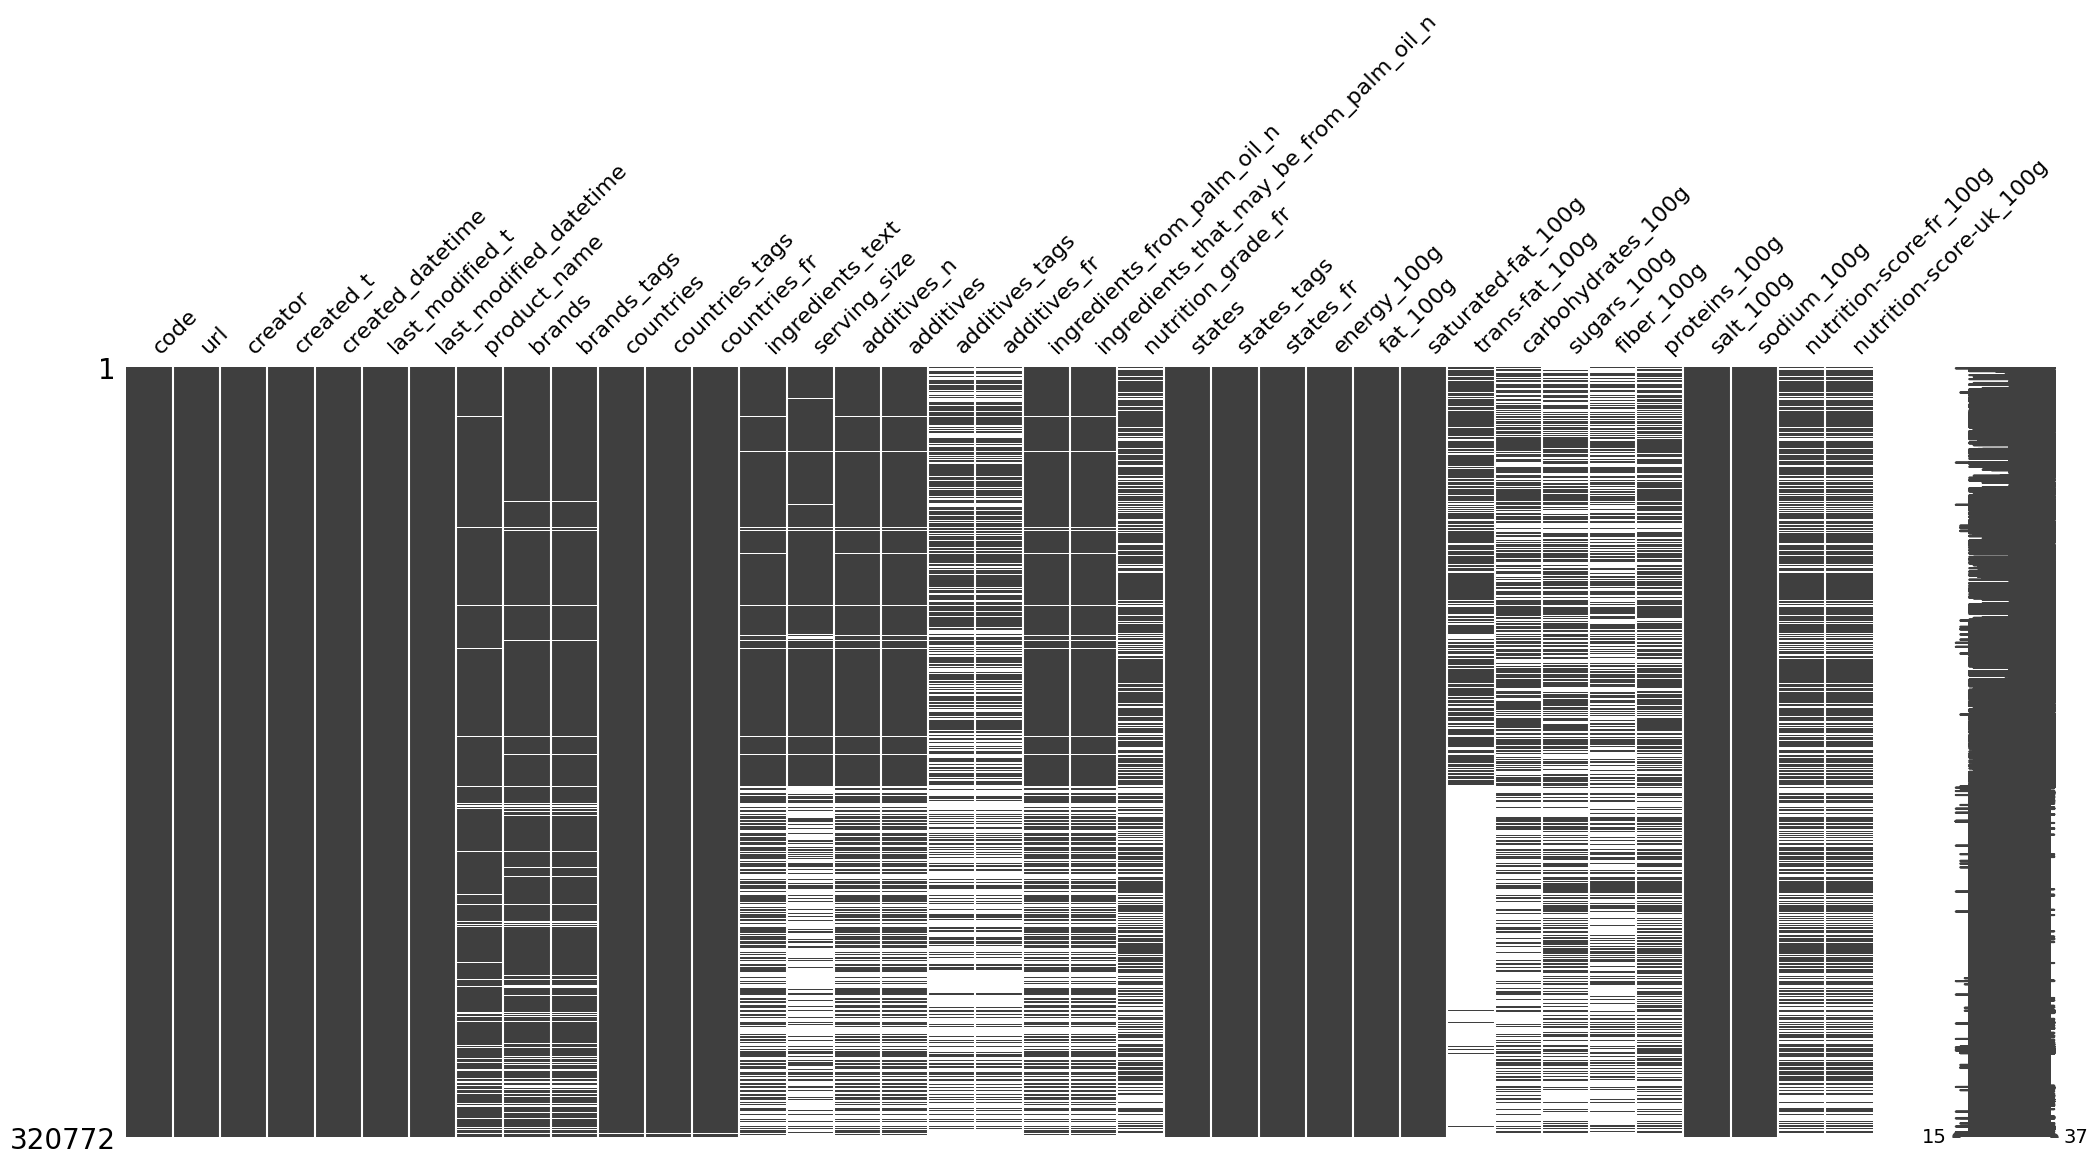 code
url
creator
created_t
created_datetime
last_modified_t
last_modified_datetime
product_name
brands
brands_tags
countries
countries_tags
countries_fr
ingredients_text
serving_size
additives_n
additives
additives_tags
additives_fr
ingredients_from_palm_oil_n
ingredients_that_may_be_from_palm_oil_n
nutrition_grade_fr
states
states_tags
states_fr
energy_100g
fat_100g
saturated-fat_100g
trans-fat_100g
carbohydrates_100g
sugars_100g
fiber_100g
proteins_100g
salt_100g
sodium_100g
nutrition-score-fr_100g
nutrition-score-uk_100g
1
320772
15
37